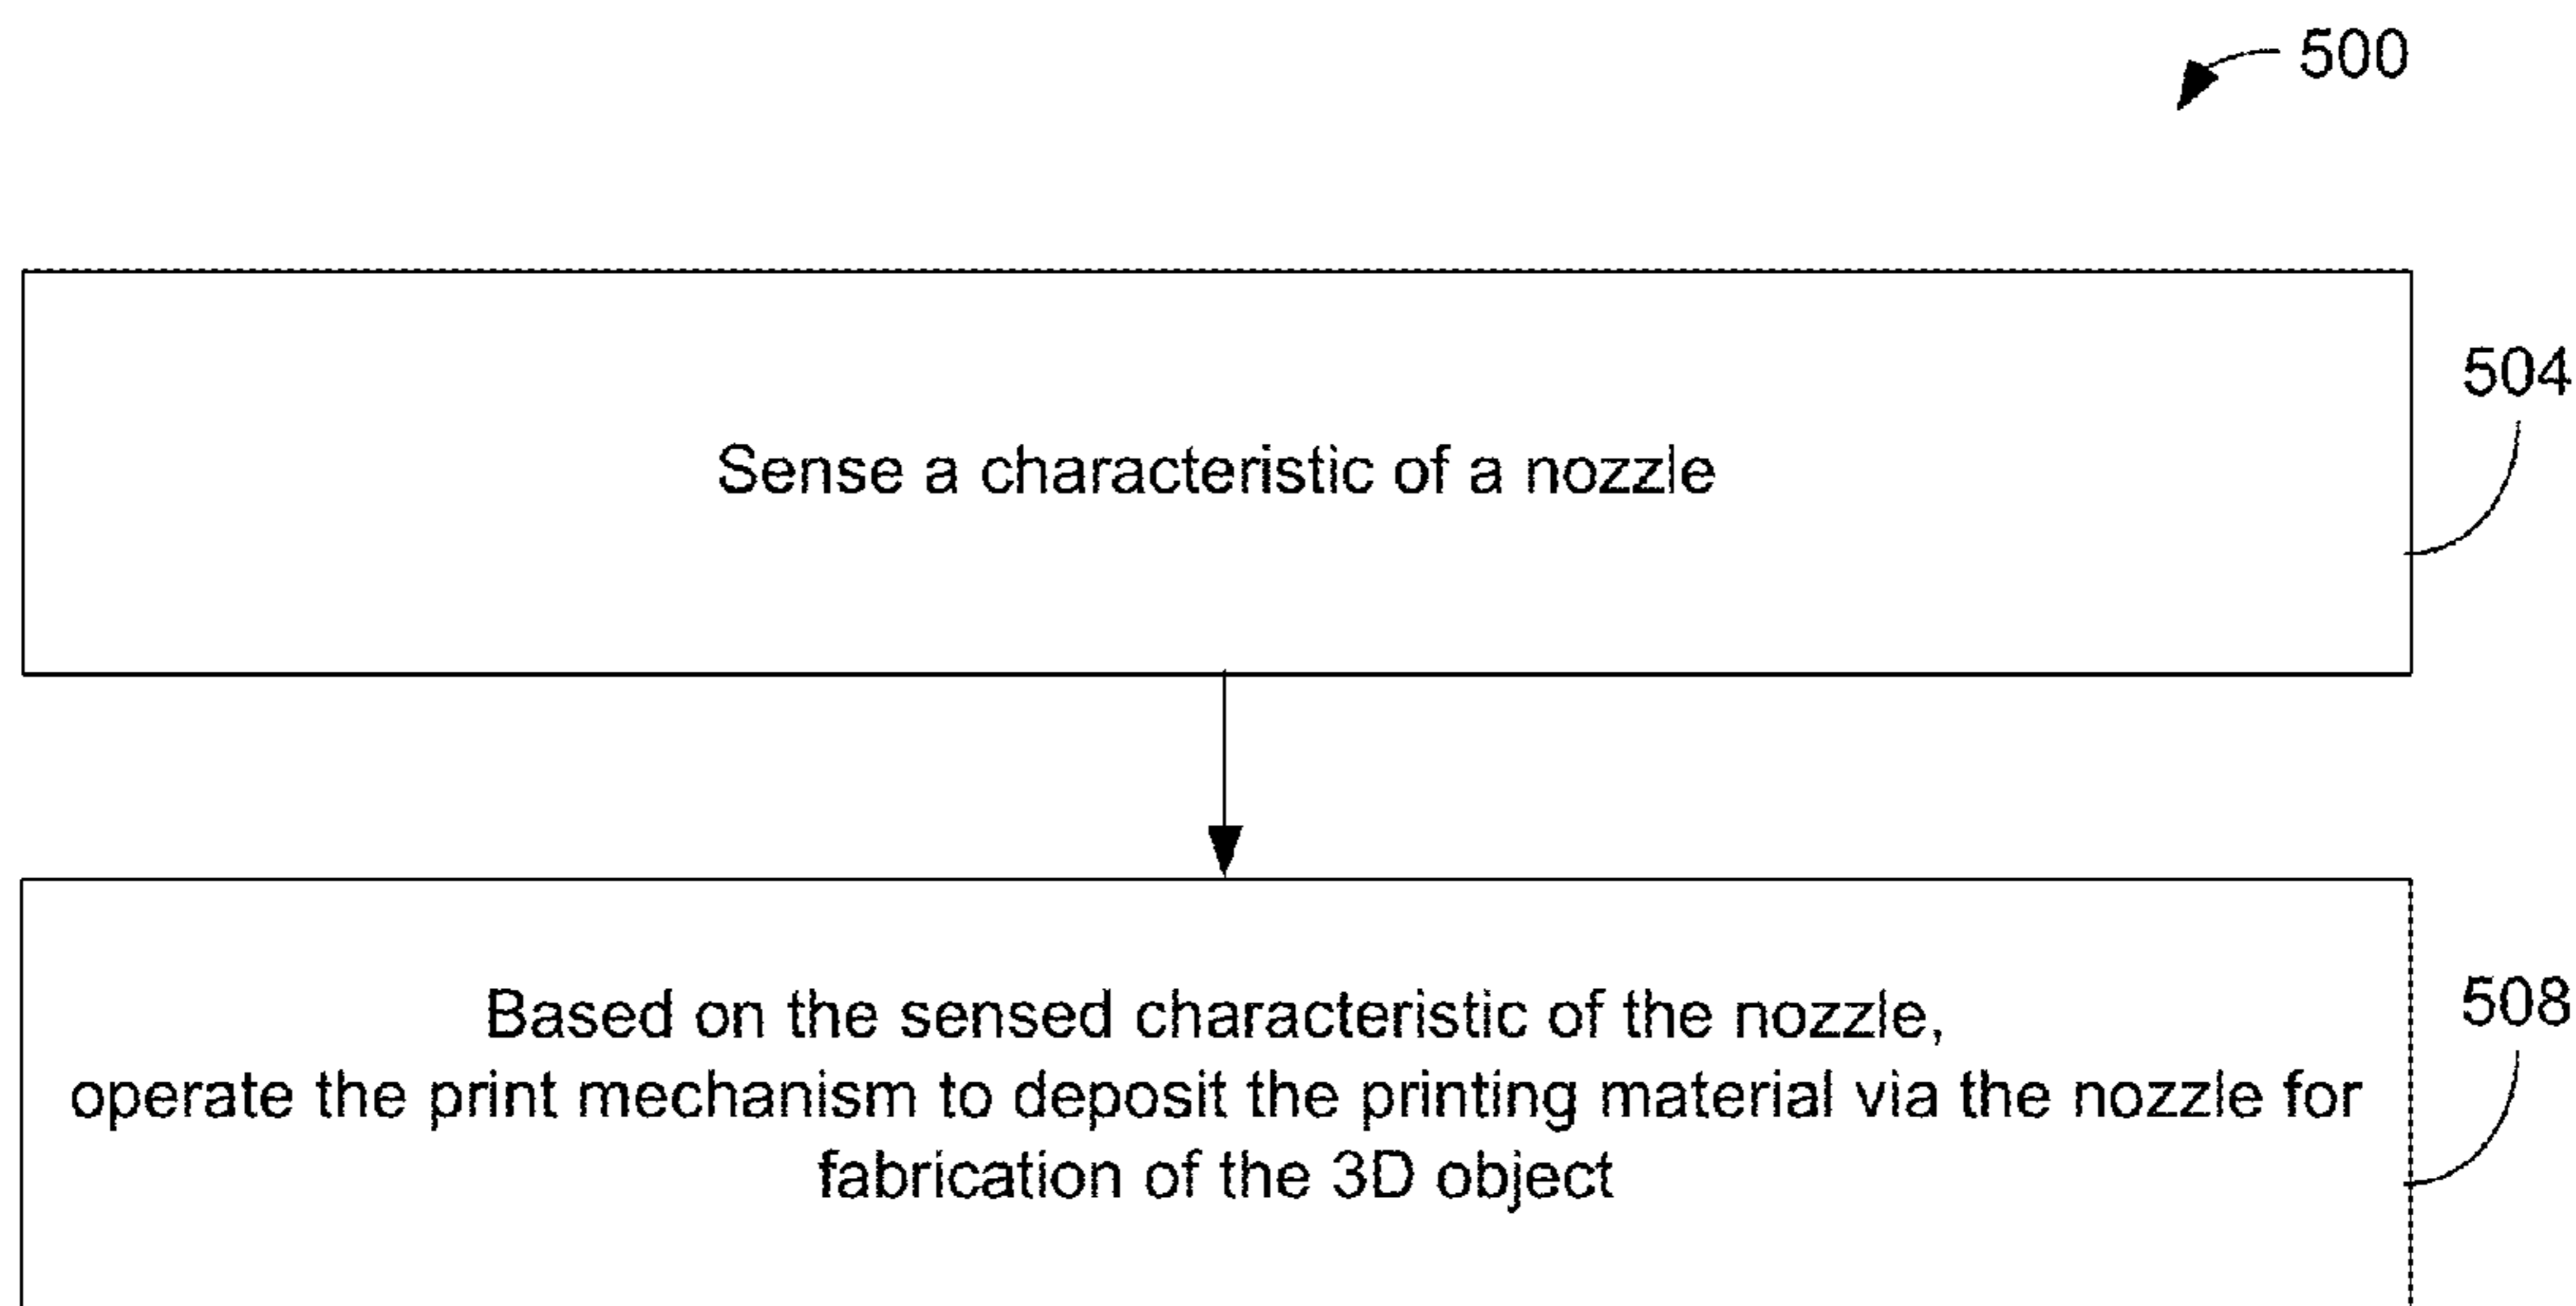 500
504
Sense a characteristic of a nozzle
508
Based on the sensed characteristic of the nozzle,
operate the print mechanism to deposit the printing material via the nozzle for
fabrication of the 3D object